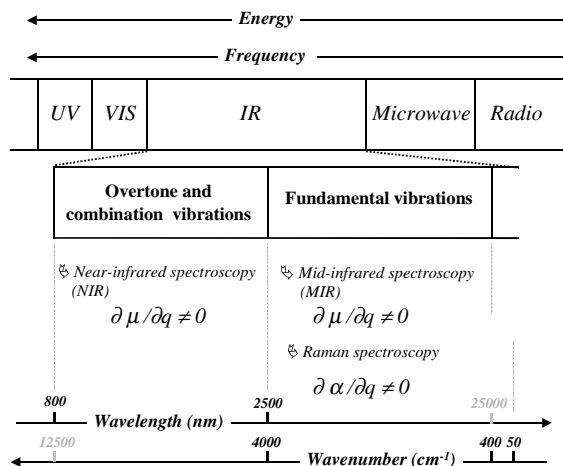 Energy
Frequency
UV VIS IR Microwave Radio
Overtone and
combination vibrations
Fundamental vibrations
Near-infrared spectroscopy
(NIR)
∂ μ/∂q ≠ 0
Mid-infrared spectroscopy
(MIR)
∂ μ/∂q ≠ 0
Raman spectroscopy
∂ α/∂q ≠ 0
800 2500 25000
Wavelength (nm)
12500 4000 400 50
Wavenumber (cm⁻¹)